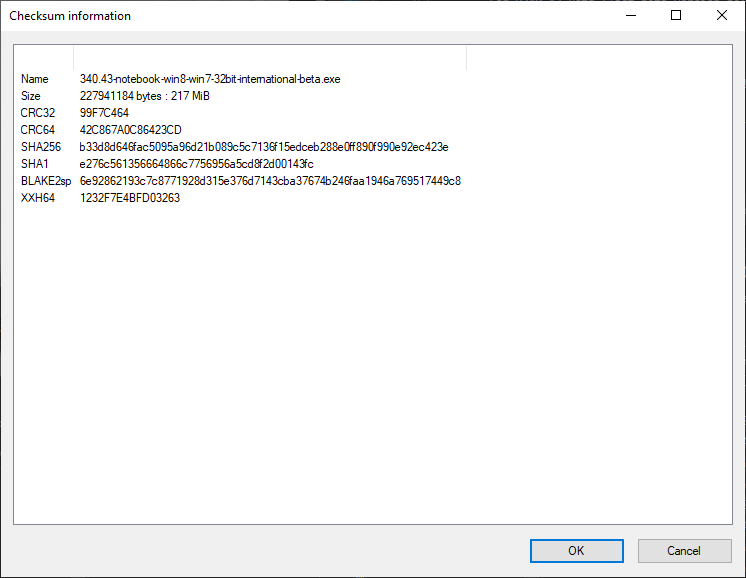 Checksum information
Name 340.43-notebook-win8-win7-32bit-international-beta.exe
Size 227941184 bytes : 217 MiB
CRC32 99F7C464
CRC64 42C867A0C86423CD
SHA256 b33d8d646fac5095a96d21b089c5c7136f15edceb288e0ff890f990e92ec423e
SHA1 e276c561356664866c7756956a5cd8f2d00143fc
BLAKE2sp 6e92862193c7c8771928d315e376d7143cba37674b246faa1946a769517449c8
XXH64 1232F7E4BFD03263
OK Cancel